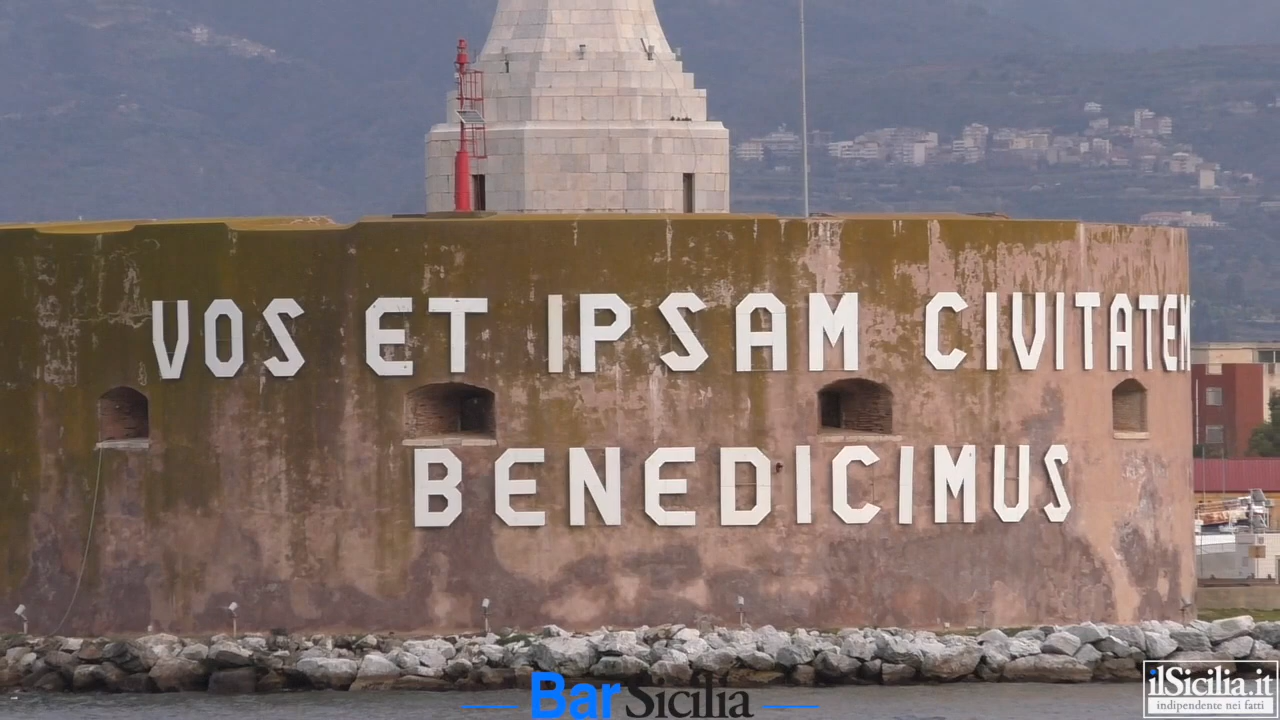 VOS ET IPSAM CIVITATEM
BENEDICIMUS
BarSicilia
ilSicilia.it
indipendente nei fatti